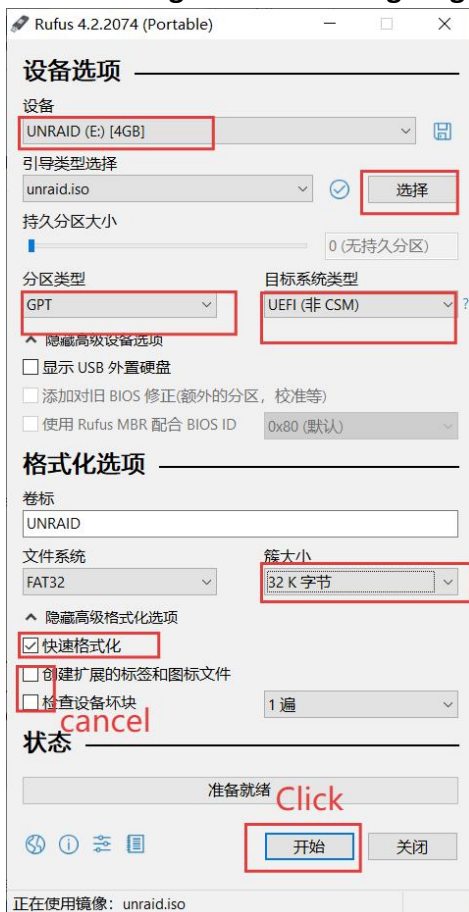 Rufus 4.2.2074 (Portable)
设备选项
设备
UNRAID (E:) [4GB]
引导类型选择
unraid.iso
选择
持久分区大小
0 (无持久分区)
分区类型 目标系统类型
GPT UEFI (非 CSM) ?
隐藏高级设备选项
显示 USB 外置硬盘
添加对旧 BIOS 修正(额外的分区，校准等)
使用 Rufus MBR 配合 BIOS ID 0x80 (默认)
格式化选项
卷标
UNRAID
文件系统 簇大小
FAT32 32 K 字节
隐藏高级格式化选项
快速格式化
创建扩展的标签和图标文件
检查设备坏块 1 遍
cancel
状态
准备就绪
Click
开始 关闭
正在使用镜像：unraid.iso